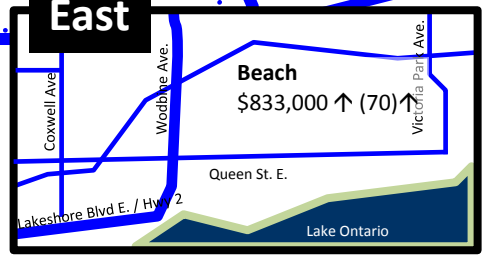 East
Beach
$833,000 ↑ (70)↑
Coxwell Ave.
Wodbine Ave.
Victoria Park Ave.
Queen St. E.
Lakeshore Blvd E. / Hwy 2
Lake Ontario